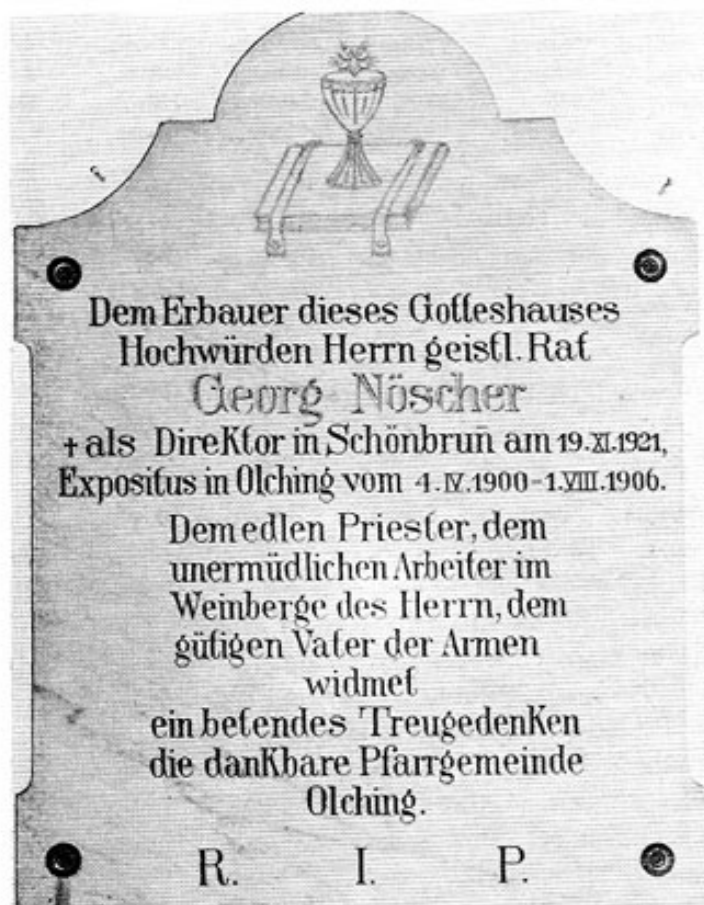 Dem Erbauer dieses Gotteshauses
Hochwürden Herrn geistl. Rat
Georg Nöscher
† als Direktor in Schönbrun̄ am 19.XI.1921,
Expositus in Olching vom 4.IV.1900-1.VIII.1906.
Dem edlen Priester, dem
unermüdlichen Arbeiter im
Weinberge des Herrn, dem
gütigen Vater der Armen
widmet
ein betendes Treugedenken
die dankbare Pfarrgemeinde
Olching.
R. I. P.